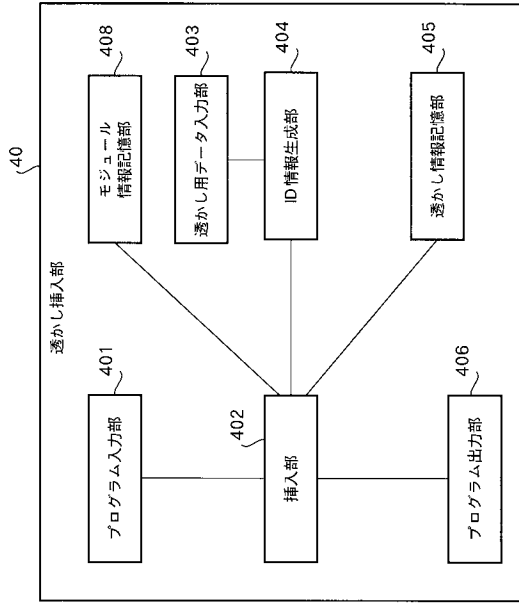 40
透かし挿入部
401
プログラム入力部
402
挿入部
406
プログラム出力部
408
モジュール
情報記憶部
403
透かし用データ入力部
404
ID情報生成部
405
透かし情報記憶部